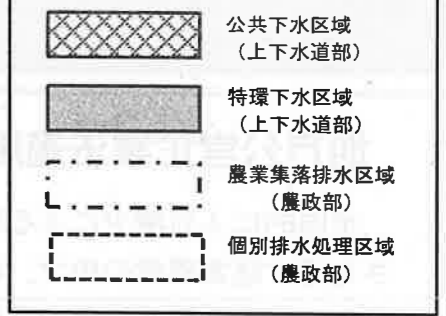 公共下水区域
（上下水道部）
特環下水区域
（上下水道部）
農業集落排水区域
（農政部）
個別排水処理区域
（農政部）